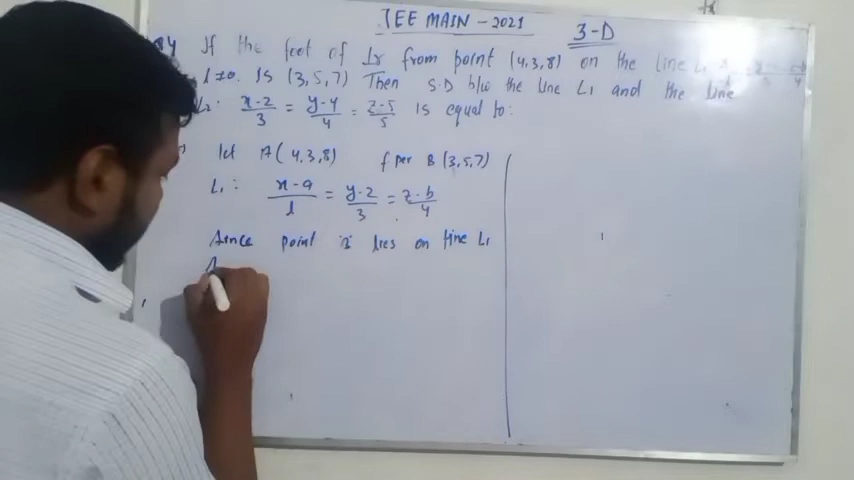 JEE MAIN - 2021
3-D
If the foot of ⊥r from point (4,3,8) on the line L1
l≠0. Is (3,5,7) Then S.D b/w the line L1 and the line
L2: x-2/3 = y-4/4 = z-5/5 is equal to:
let A(4,3,8) f per B(3,5,7)
L1: x-a/l = y-2/3 = z-b/4
Since point B lies on line L1